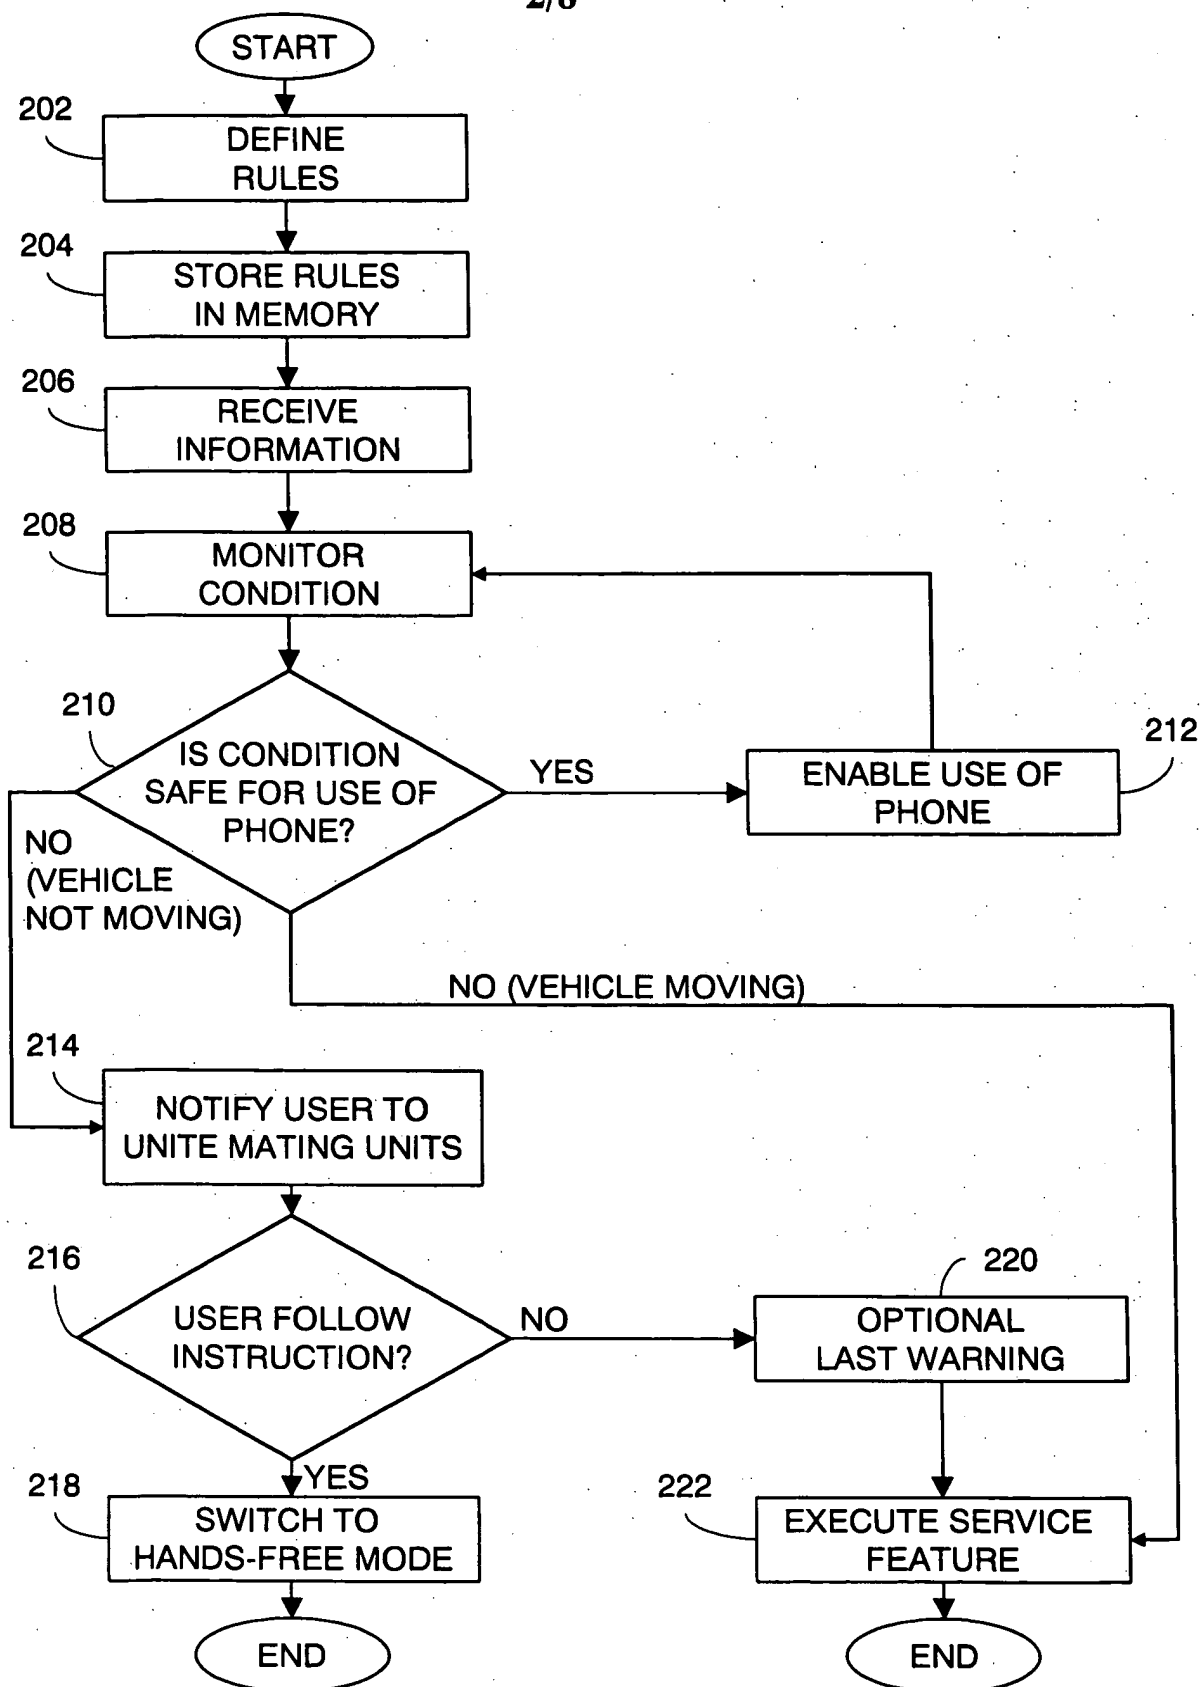 2/8
START
202
DEFINE
RULES
204
STORE RULES
IN MEMORY
206
RECEIVE
INFORMATION
208
MONITOR
CONDITION
210
IS CONDITION
SAFE FOR USE OF
PHONE?
YES
212
ENABLE USE OF
PHONE
NO
(VEHICLE
NOT MOVING)
NO (VEHICLE MOVING)
214
NOTIFY USER TO
UNITE MATING UNITS
216
USER FOLLOW
INSTRUCTION?
NO
220
OPTIONAL
LAST WARNING
YES
218
SWITCH TO
HANDS-FREE MODE
222
EXECUTE SERVICE
FEATURE
END
END